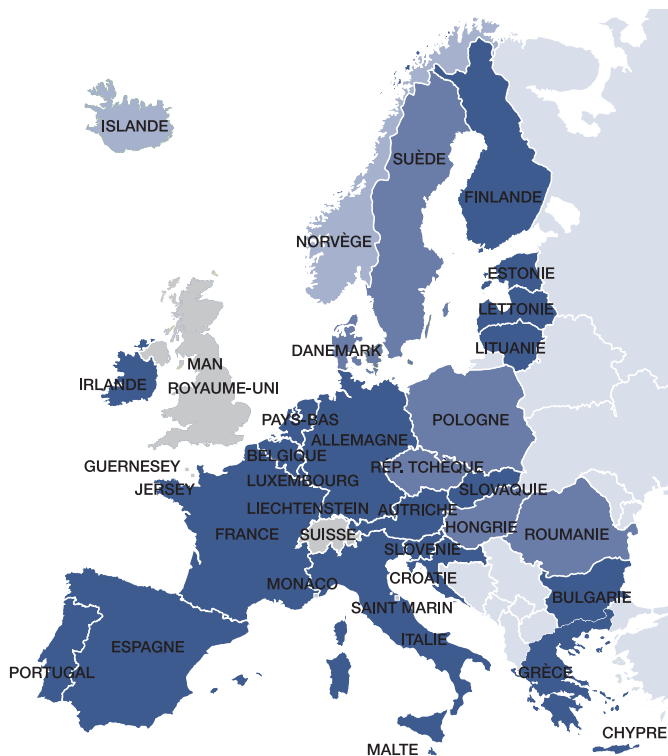 ISLANDE
SUÈDE
FINLANDE
NORVÈGE
ESTONIE
LETTONIE
LITUANIE
DANEMARK
MAN
IRLANDE
ROYAUME-UNI
PAYS-BAS
POLOGNE
ALLEMAGNE
BELGIQUE
GUERNESEY
RÉP. TCHÈQUE
LUXEMBOURG
JERSEY
SLOVAQUIE
LIECHTENSTEIN
AUTRICHE
HONGRIE
FRANCE
SUISSE
ROUMANIE
SLOVÉNIE
CROATIE
MONACO
BULGARIE
SAINT MARIN
ITALIE
ESPAGNE
PORTUGAL
GRÈCE
CHYPRE
MALTE